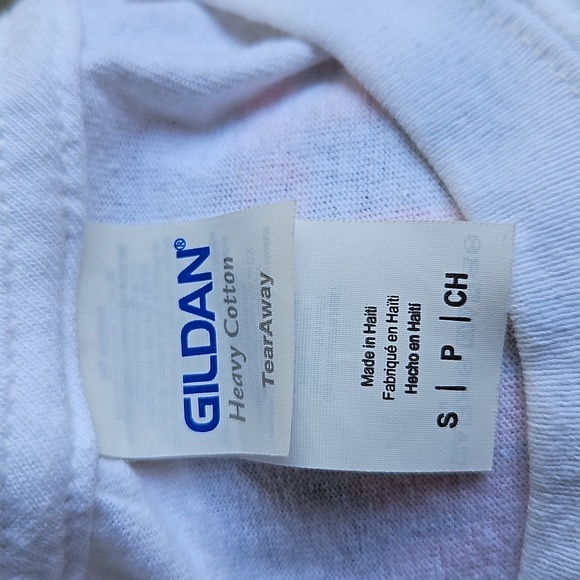 GILDAN®
Heavy Cotton
TearAway
Made in Haiti
Fabriqué en Haïti
Hecho en Haití
S | P | CH